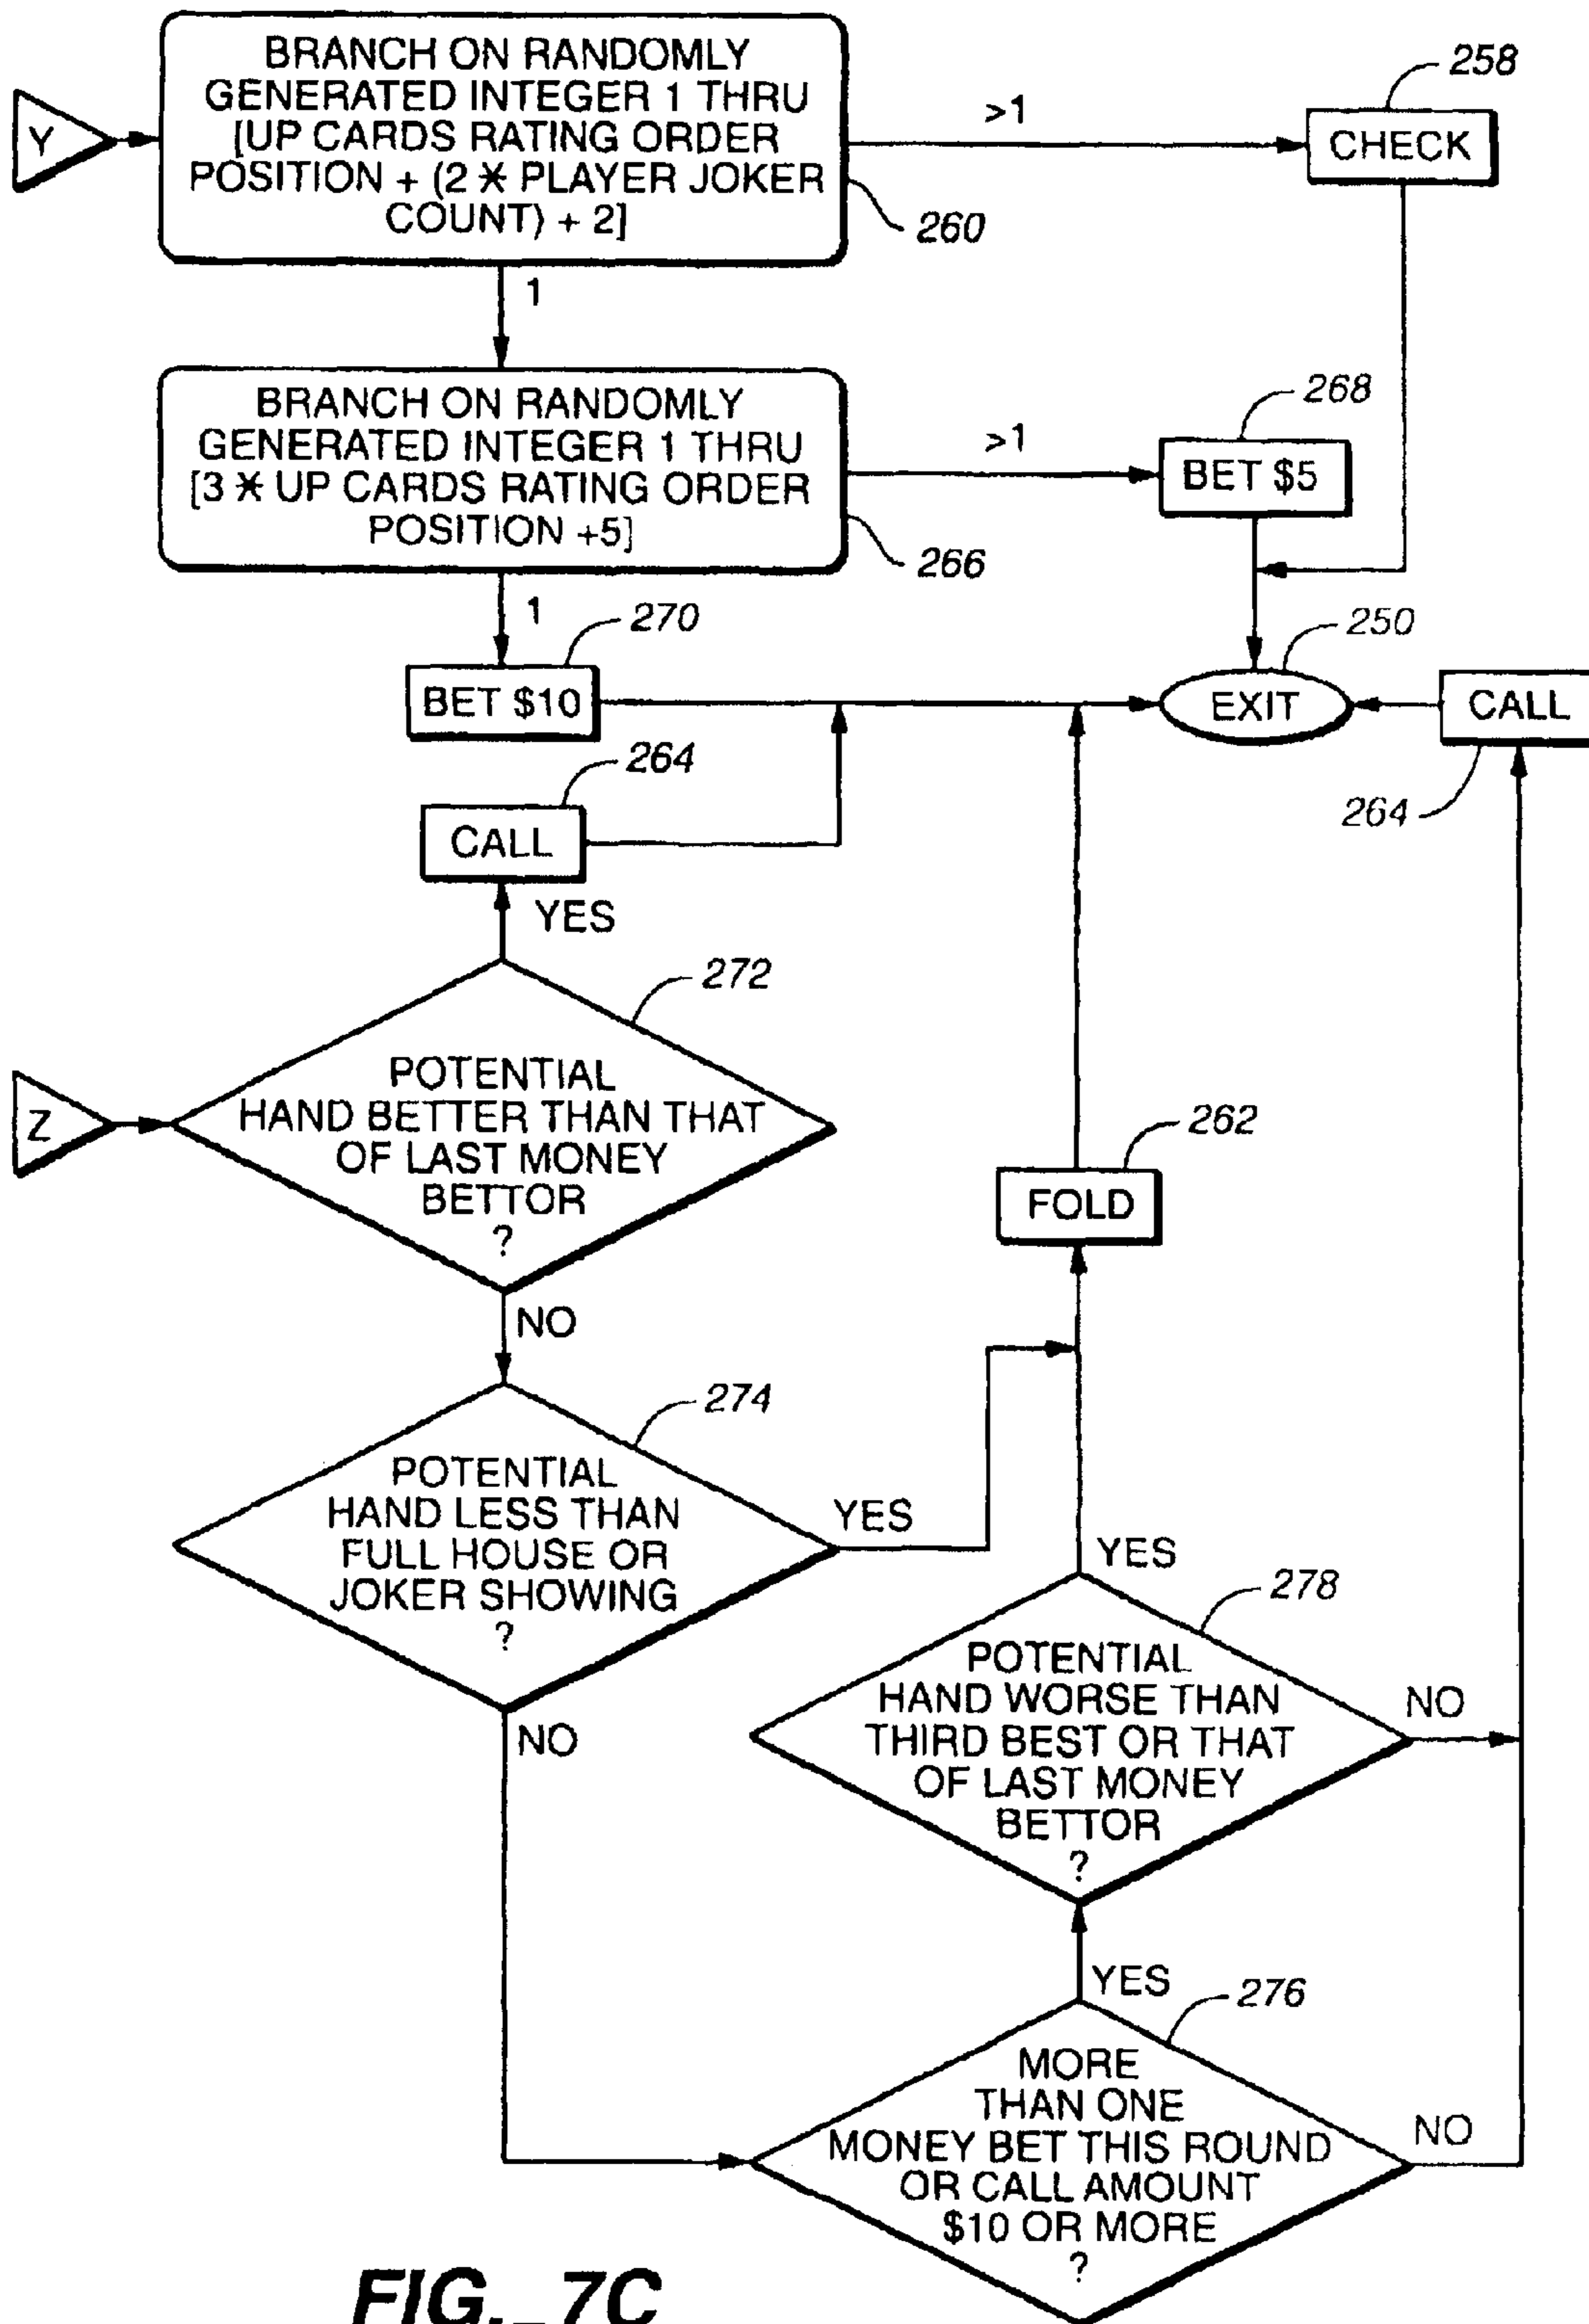 Y
BRANCH ON RANDOMLY
GENERATED INTEGER 1 THRU
[UP CARDS RATING ORDER
POSITION + (2 * PLAYER JOKER
COUNT) + 2]
260
>1
258
CHECK
1
BRANCH ON RANDOMLY
GENERATED INTEGER 1 THRU
[3 * UP CARDS RATING ORDER
POSITION +5]
266
>1
268
BET $5
1
270
BET $10
250
EXIT
CALL
264
264
CALL
YES
272
Z
POTENTIAL
HAND BETTER THAN THAT
OF LAST MONEY
BETTOR
?
262
FOLD
NO
274
POTENTIAL
HAND LESS THAN
FULL HOUSE OR
JOKER SHOWING
?
YES
YES
278
POTENTIAL
HAND WORSE THAN
THIRD BEST OR THAT
OF LAST MONEY
BETTOR
?
NO
NO
YES
276
MORE
THAN ONE
MONEY BET THIS ROUND
OR CALL AMOUNT
$10 OR MORE
?
NO
FIG._7C